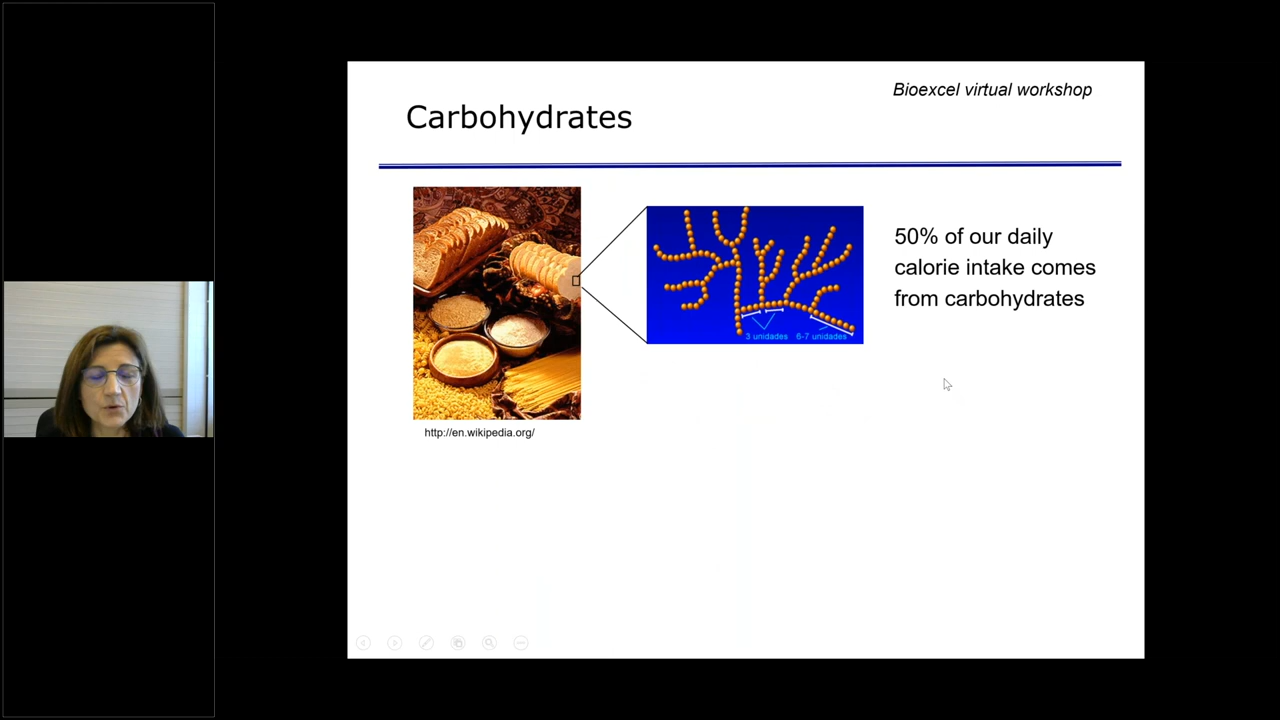 Bioexcel virtual workshop
Carbohydrates
3 unidades 6-7 unidades
50% of our daily
calorie intake comes
from carbohydrates
http://en.wikipedia.org/